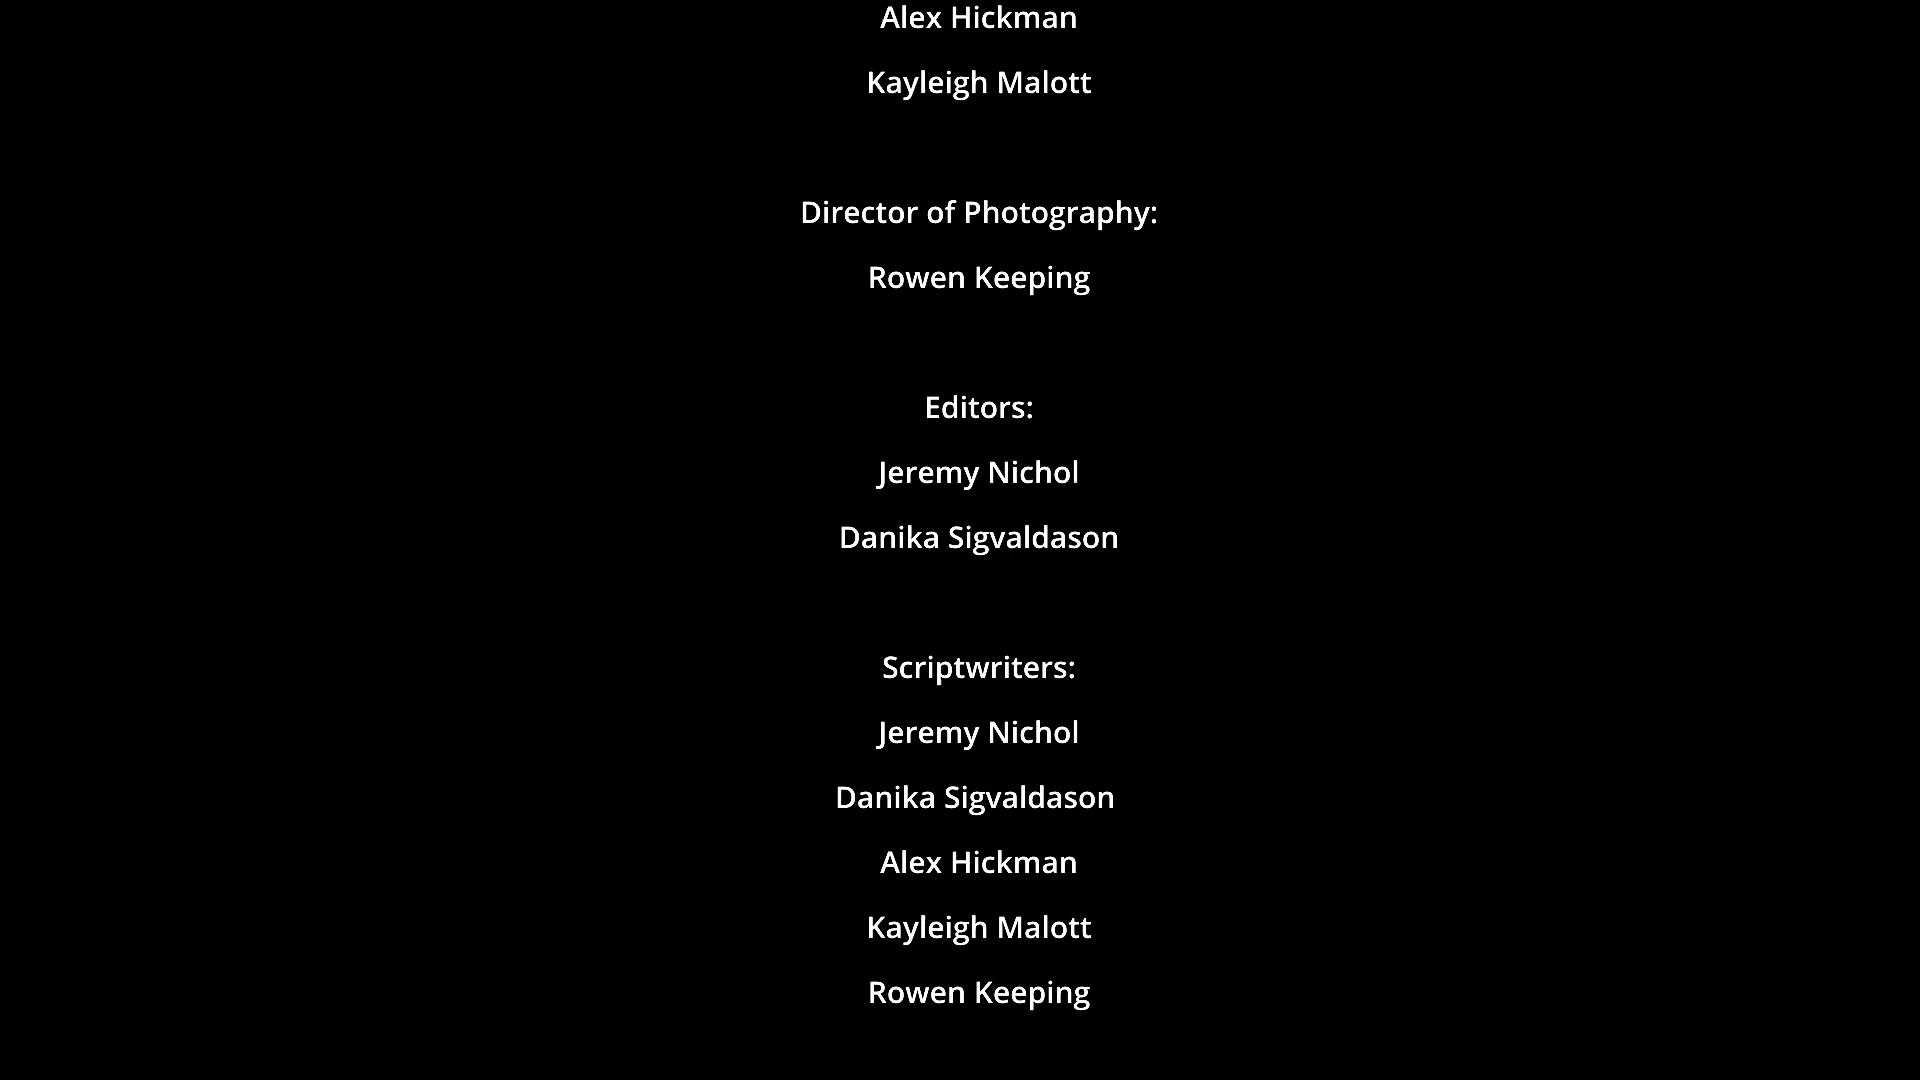 Alex Hickman
Kayleigh Malott
Director of Photography:
Rowen Keeping
Editors:
Jeremy Nichol
Danika Sigvaldason
Scriptwriters:
Jeremy Nichol
Danika Sigvaldason
Alex Hickman
Kayleigh Malott
Rowen Keeping